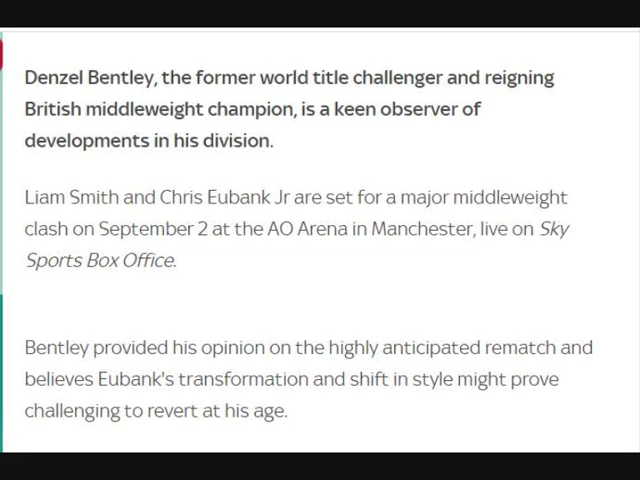 Denzel Bentley, the former world title challenger and reigning
British middleweight champion, is a keen observer of
developments in his division.
Liam Smith and Chris Eubank Jr are set for a major middleweight
clash on September 2 at the AO Arena in Manchester, live on Sky
Sports Box Office.
Bentley provided his opinion on the highly anticipated rematch and
believes Eubank's transformation and shift in style might prove
challenging to revert at his age.